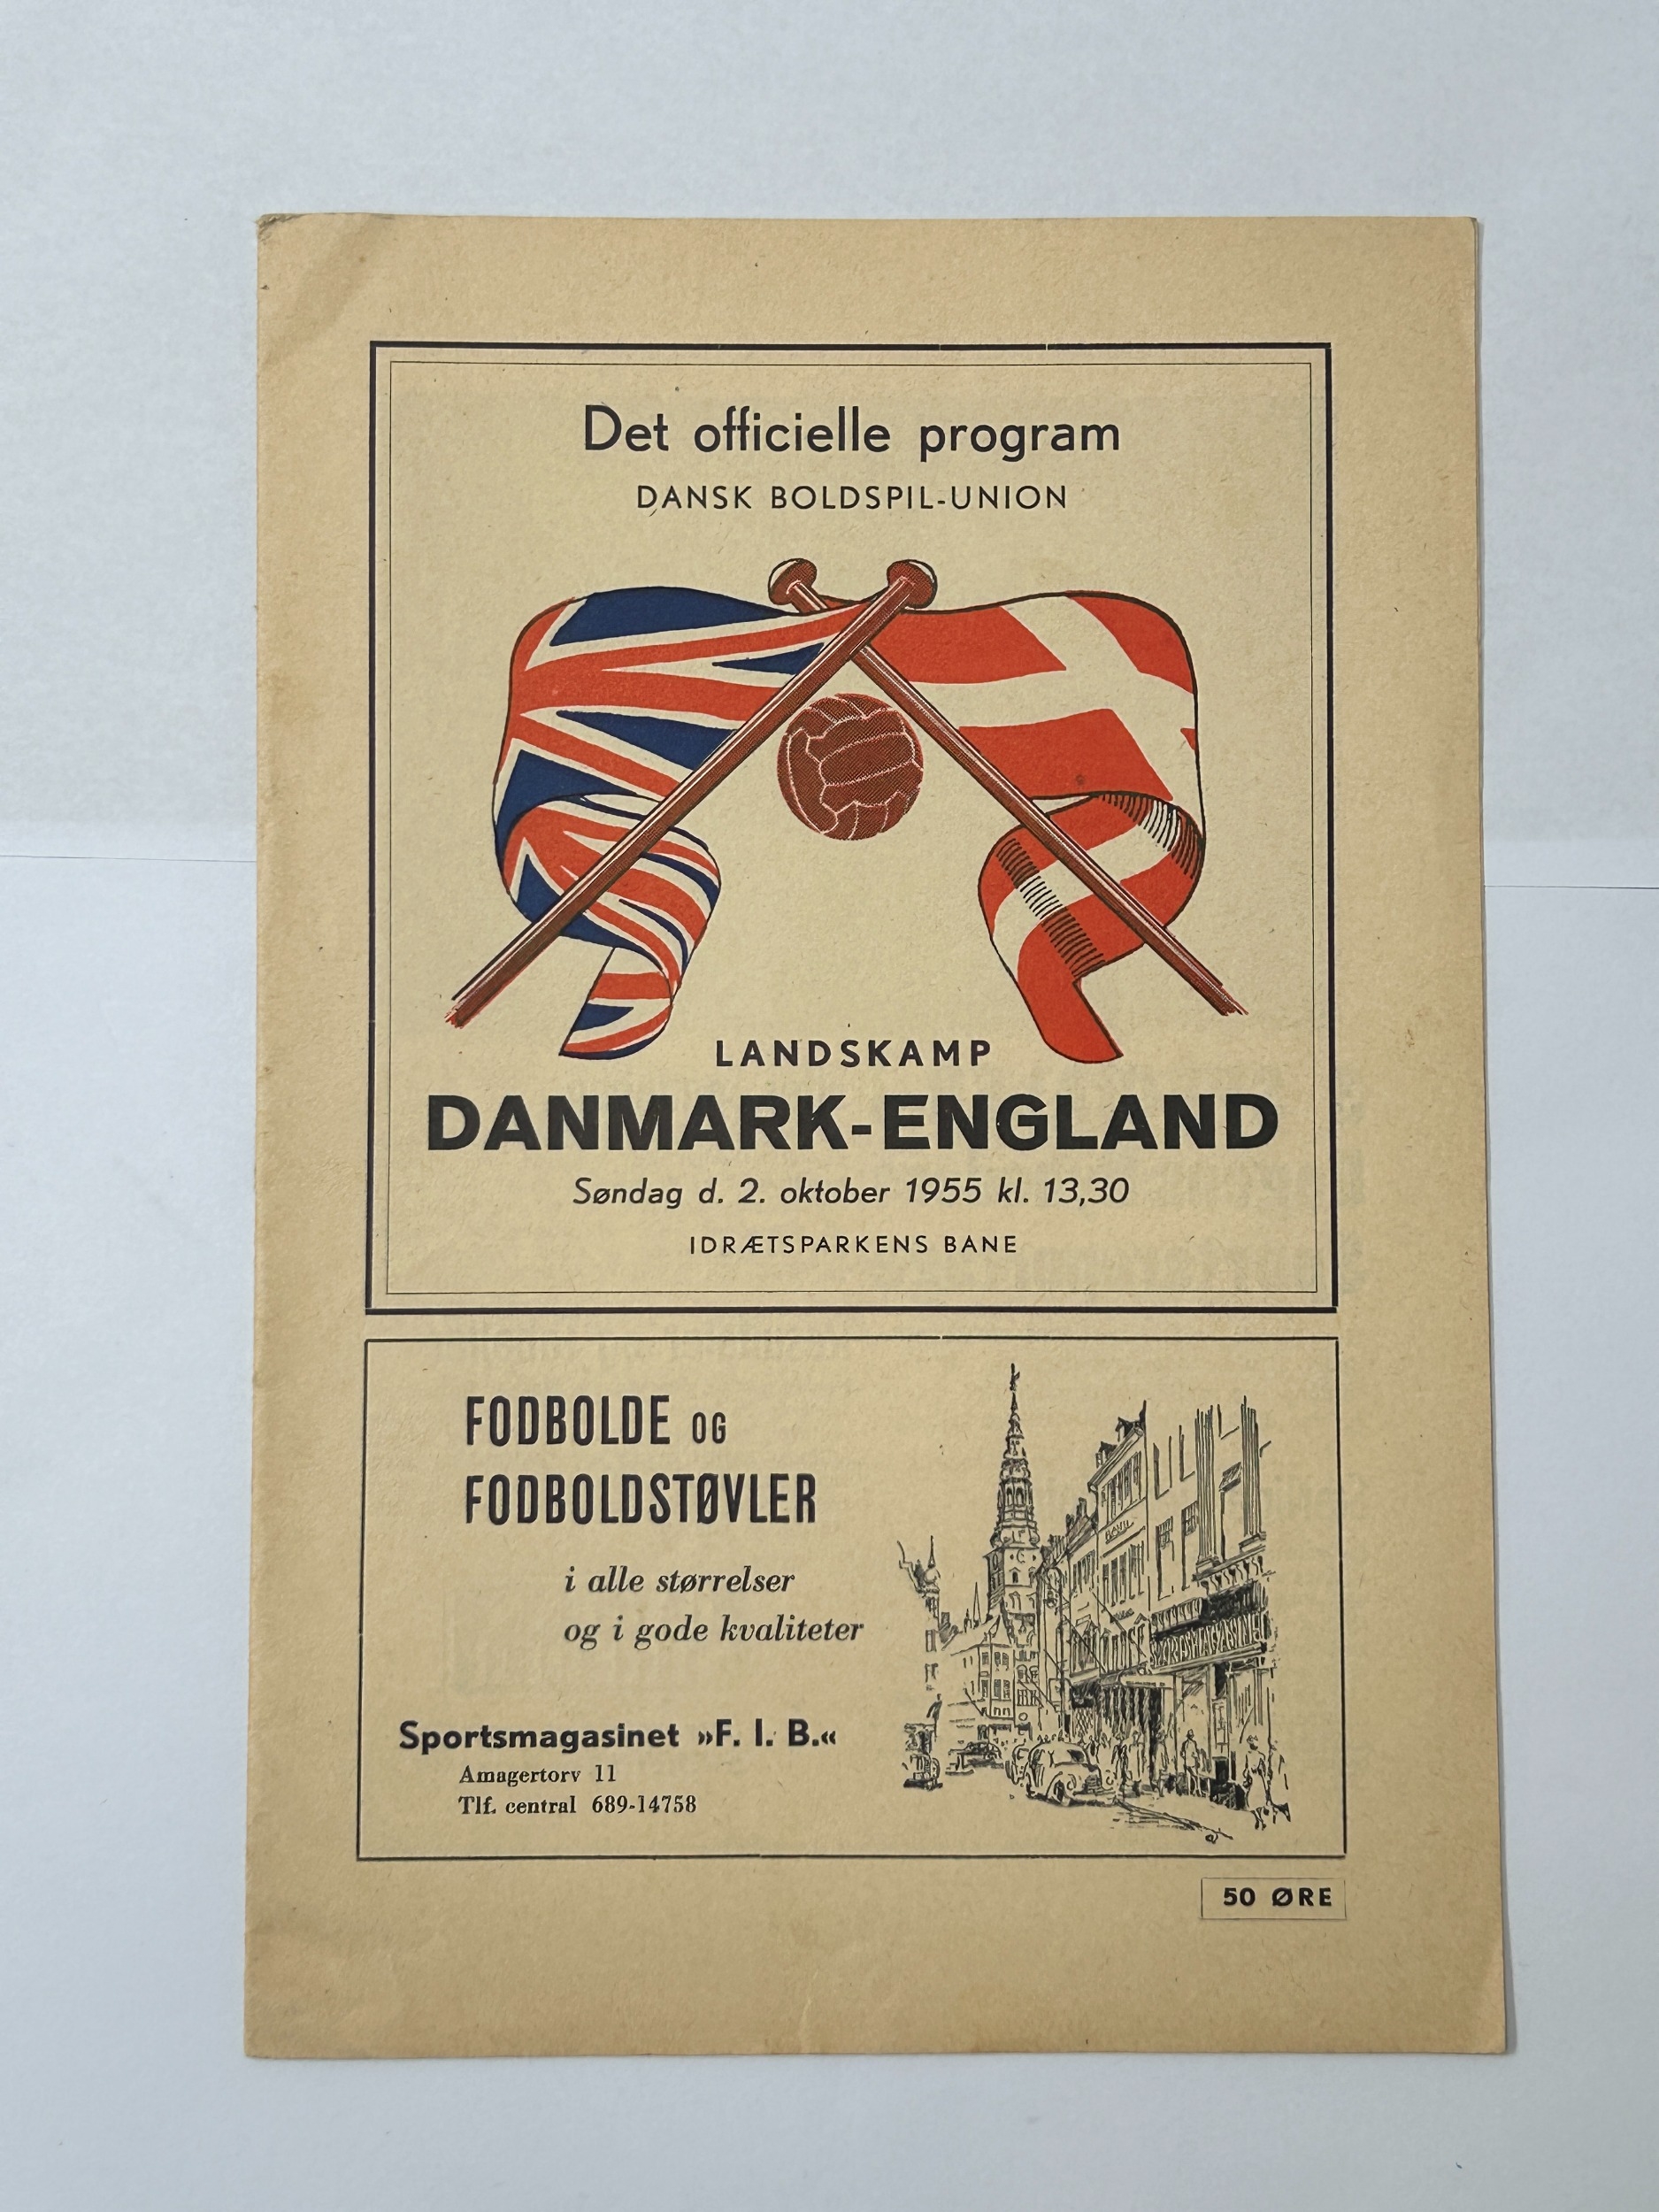 Det officielle program
DANSK BOLDSPIL-UNION
LANDSKAMP
DANMARK-ENGLAND
Søndag d. 2. oktober 1955 kl. 13,30
IDRÆTSPARKENS BANE
FODBOLDE OG
FODBOLDSTØVLER
i alle størrelser
og i gode kvaliteter
SPORTSMAGASINET
Sportsmagasinet »F. I. B.«
Amagertorv 11
Tlf. central 689-14758
50 ØRE